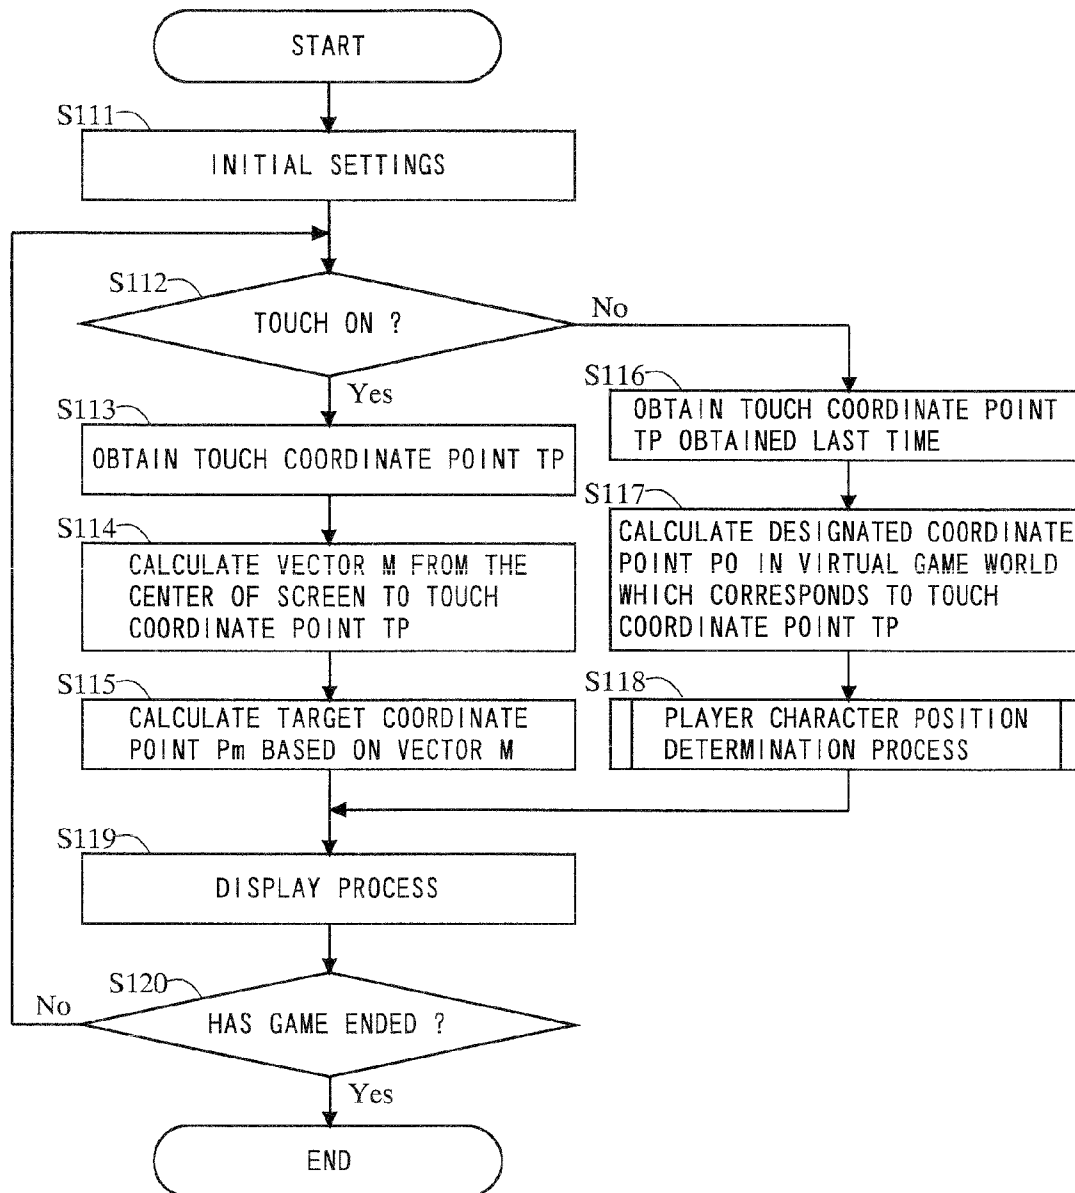 START
S111
INITIAL SETTINGS
S112
TOUCH ON ?
No
Yes
S113
OBTAIN TOUCH COORDINATE POINT TP
S114
CALCULATE VECTOR M FROM THE
CENTER OF SCREEN TO TOUCH
COORDINATE POINT TP
S115
CALCULATE TARGET COORDINATE
POINT Pm BASED ON VECTOR M
S116
OBTAIN TOUCH COORDINATE POINT
TP OBTAINED LAST TIME
S117
CALCULATE DESIGNATED COORDINATE
POINT PO IN VIRTUAL GAME WORLD
WHICH CORRESPONDS TO TOUCH
COORDINATE POINT TP
S118
PLAYER CHARACTER POSITION
DETERMINATION PROCESS
S119
DISPLAY PROCESS
S120
No
HAS GAME ENDED ?
Yes
END